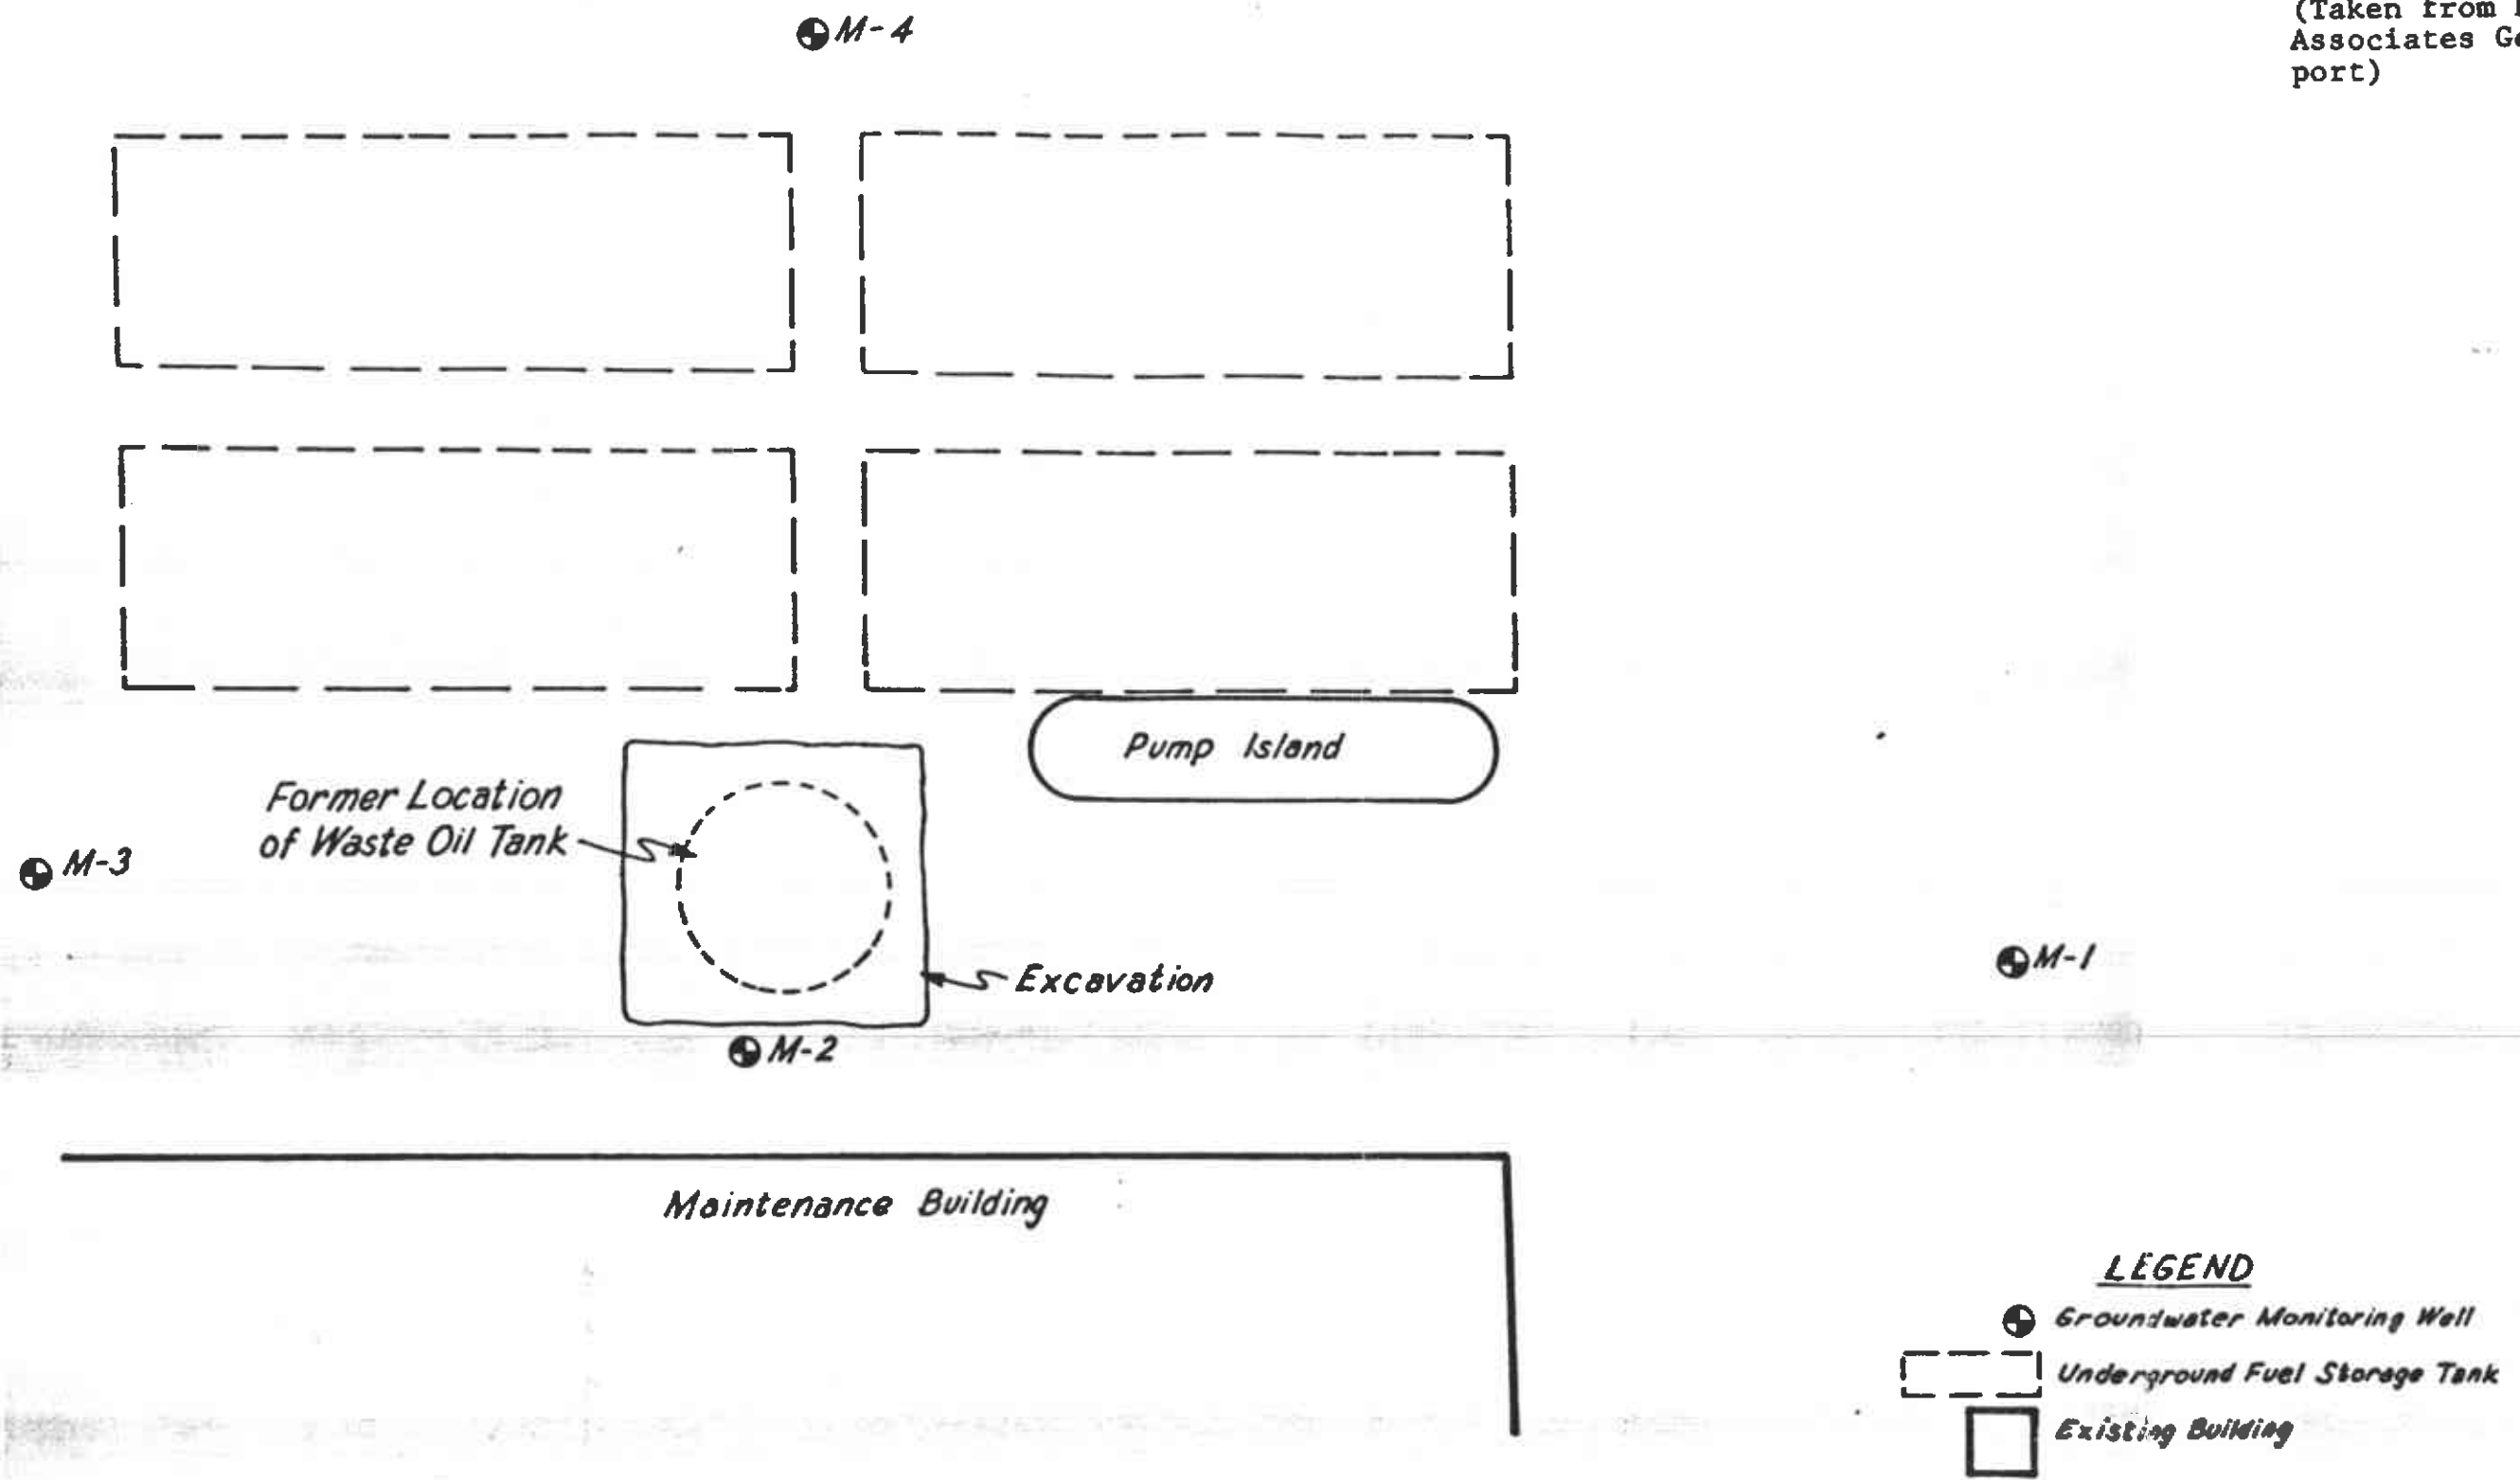 (Taken from
Associates
port)
M-4
Pump Island
Former Location
of Waste Oil Tank
M-3
Excavation
M-1
M-2
Maintenance Building
LEGEND
Groundwater Monitoring Well
Underground Fuel Storage Tank
Existing Building